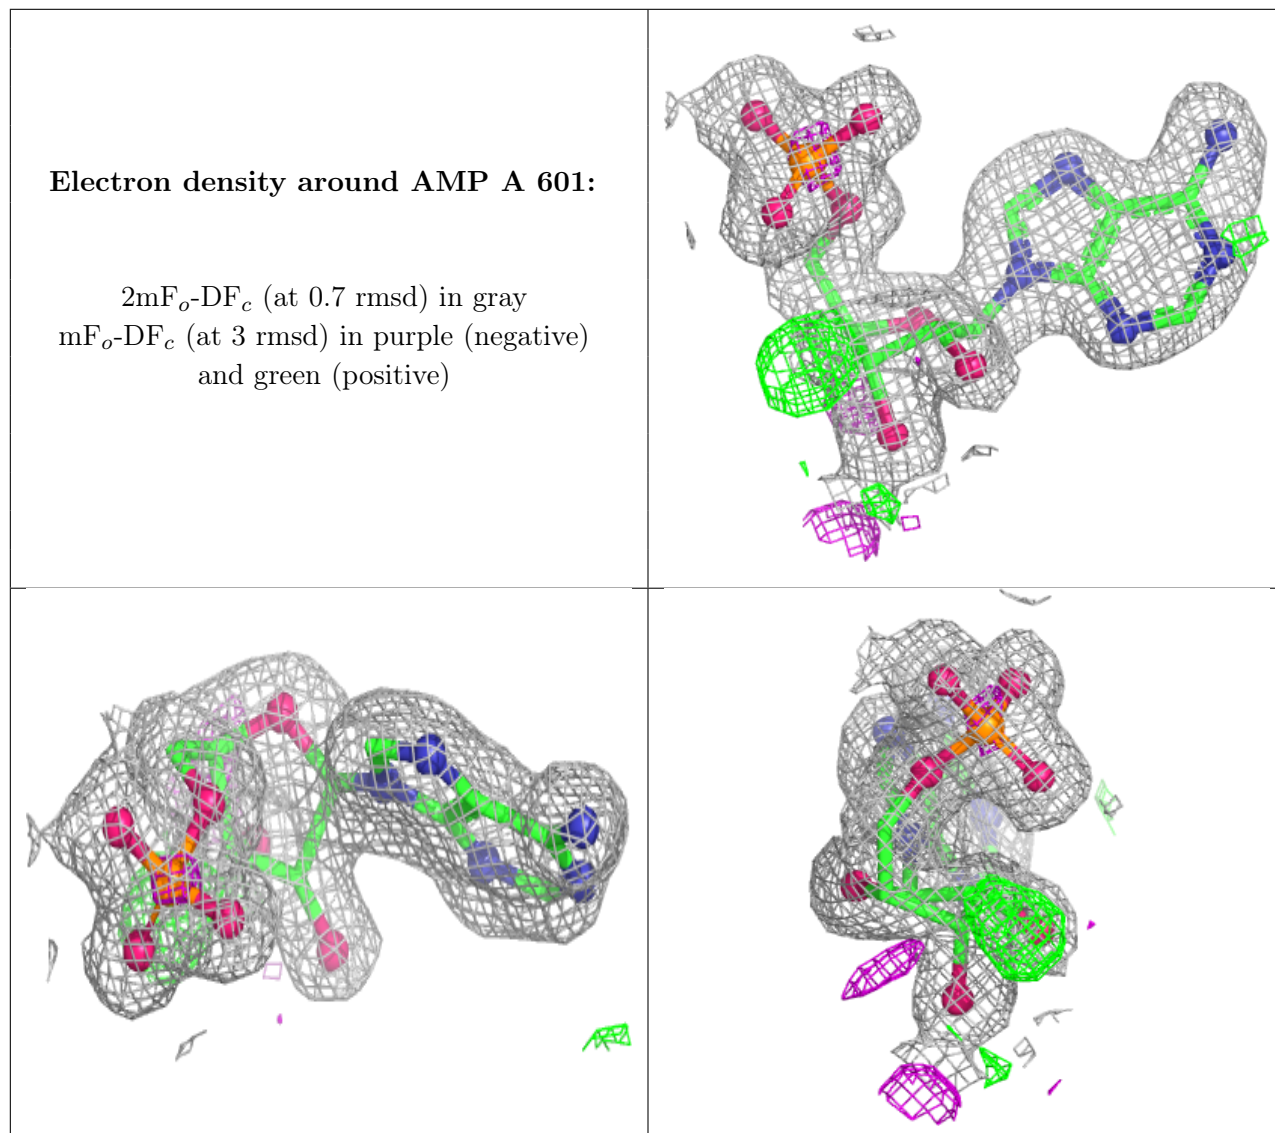 Electron density around AMP A 601:
2mFo-DFc (at 0.7 rmsd) in gray
mFo-DFc (at 3 rmsd) in purple (negative)
and green (positive)